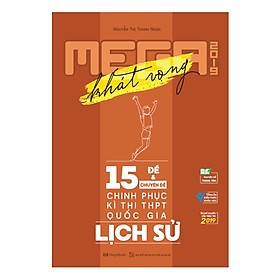 NGUYỄN THỊ THANH NGỌC
MEGA 2019
khát vọng
15 ĐỀ &
CHUYÊN ĐỀ
CHINH PHỤC
KÌ THI THPT
QUỐC GIA
LỊCH SỬ
2019